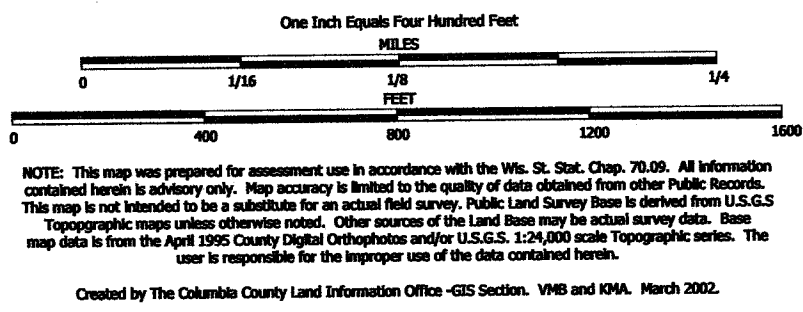 One Inch Equals Four Hundred Feet
MILES
0 1/16 1/8 1/4
FEET
0 400 800 1200 1600
NOTE: This map was prepared for assessment use in accordance with the Wis. St. Stat. Chap. 70.09. All information
contained herein is advisory only. Map accuracy is limited to the quality of data obtained from other Public Records.
This map is not intended to be a substitute for an actual field survey. Public Land Survey Base is derived from U.S.G.S
Topopgraphic maps unless otherwise noted. Other sources of the Land Base may be actual survey data. Base
map data is from the April 1995 County Digital Orthophotos and/or U.S.G.S. 1:24,000 scale Topographic series. The
user is responsible for the improper use of the data contained herein.
Created by The Columbia County Land Information Office -GIS Section. VMB and KMA. March 2002.